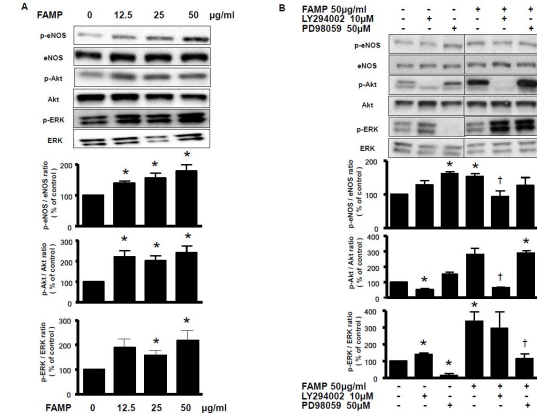 A
FAMP 0 12.5 25 50 μg/ml
p-eNOS
eNOS
p-Akt
Akt
p-ERK
ERK
p-eNOS / eNOS ratio
( % of control )
200
100
0
* * *
p-Akt / Akt ratio
( % of control )
400
300
200
100
0
* * *
p-ERK / ERK ratio
( % of control )
300
200
100
0
* *
0 12.5 25 50 μg/ml
FAMP
B
FAMP 50μg/ml - - - + + +
LY294002 10μM - + - - + -
PD98059 50μM - - + - - +
p-eNOS
eNOS
p-Akt
Akt
p-ERK
ERK
p-eNOS / eNOS ratio
( % of control )
200
100
0
* * †
p-Akt / Akt ratio
( % of control )
400
300
200
100
0
* † *
p-ERK / ERK ratio
( % of control )
400
300
200
100
0
* * * †
FAMP 50μg/ml - - - + + +
LY294002 10μM - + - - + -
PD98059 50μM - - + - - +